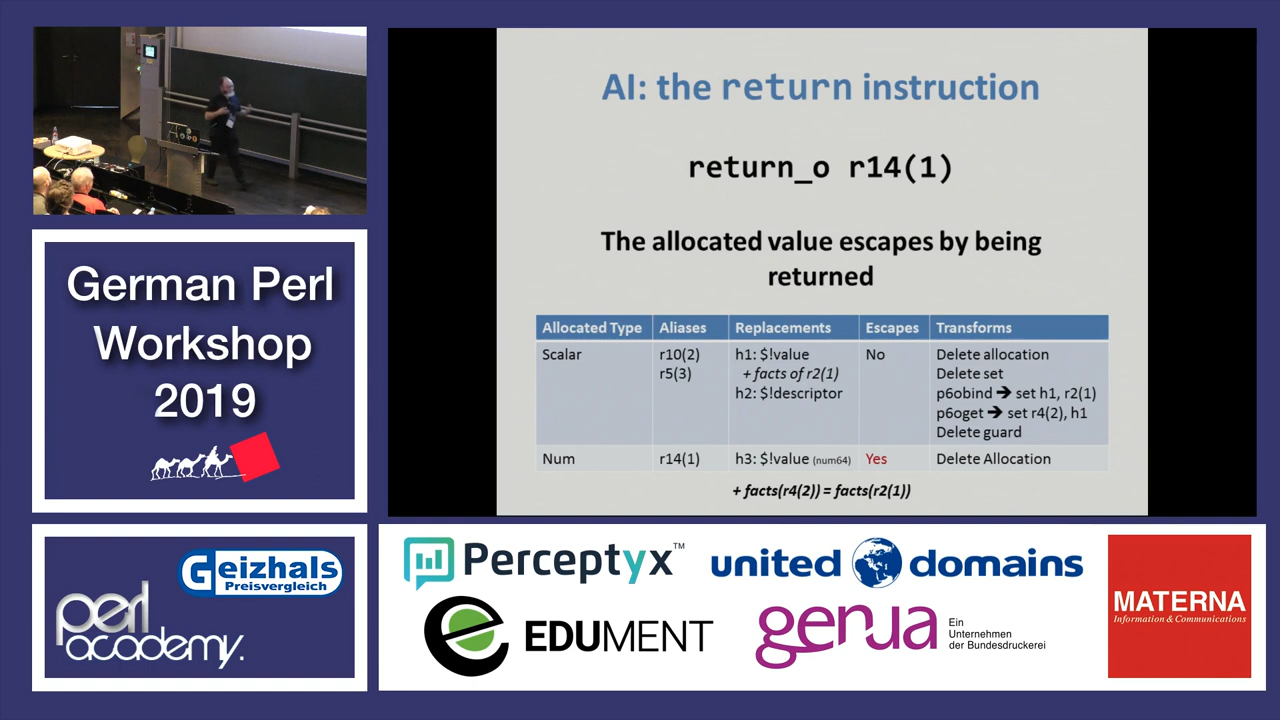 AI: the return instruction
return_o r14(1)
The allocated value escapes by being
returned
Allocated Type Aliases Replacements Escapes Transforms
Scalar r10(2) h1: $!value No Delete allocation
r5(3) + facts of r2(1) Delete set
h2: $!descriptor p6obind ➔ set h1, r2(1)
p6oget ➔ set r4(2), h1
Delete guard
Num r14(1) h3: $!value (num64) Yes Delete Allocation
+ facts(r4(2)) = facts(r2(1))
German Perl
Workshop
2019
Geizhals
Preisvergleich
perl
academy.
Perceptyx™
united domains
EDUMENT
genua
Ein
Unternehmen
der Bundesdruckerei
MATERNA
Information & Communications